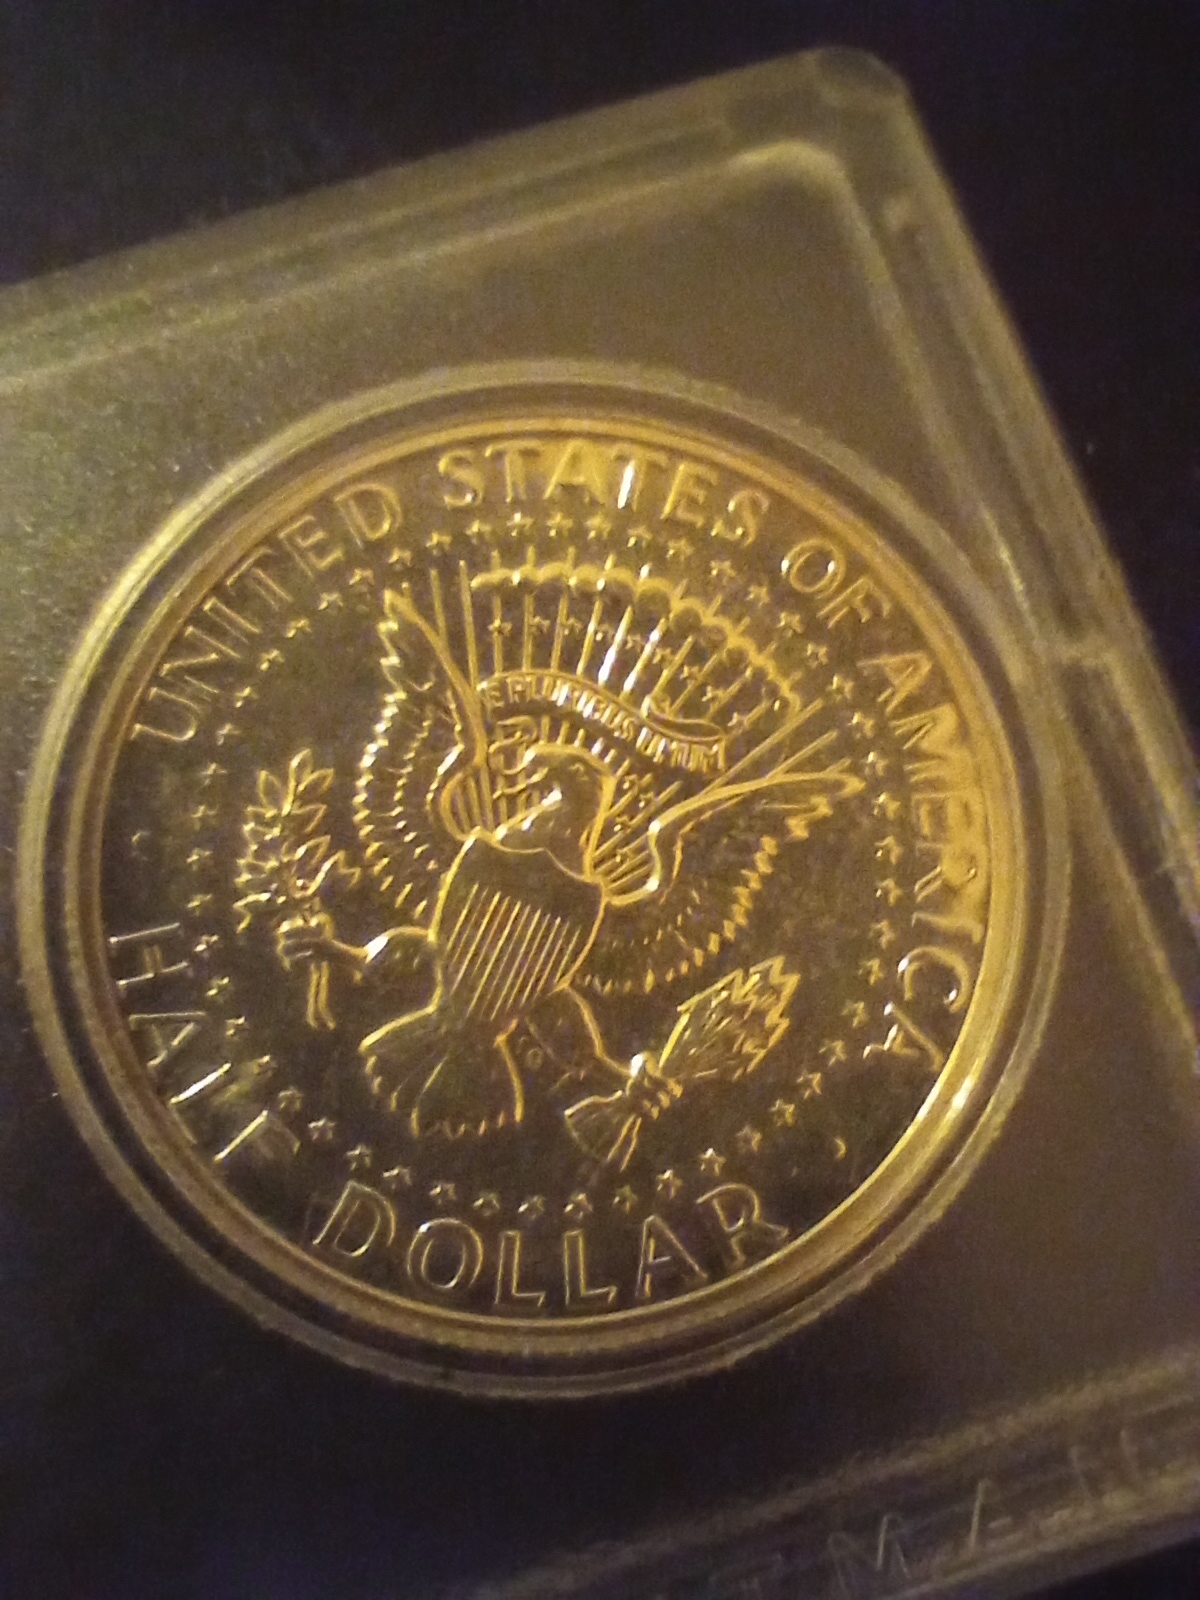 UNITED STATES OF AMERICA
E PLURIBUS UNUM
HALF DOLLAR